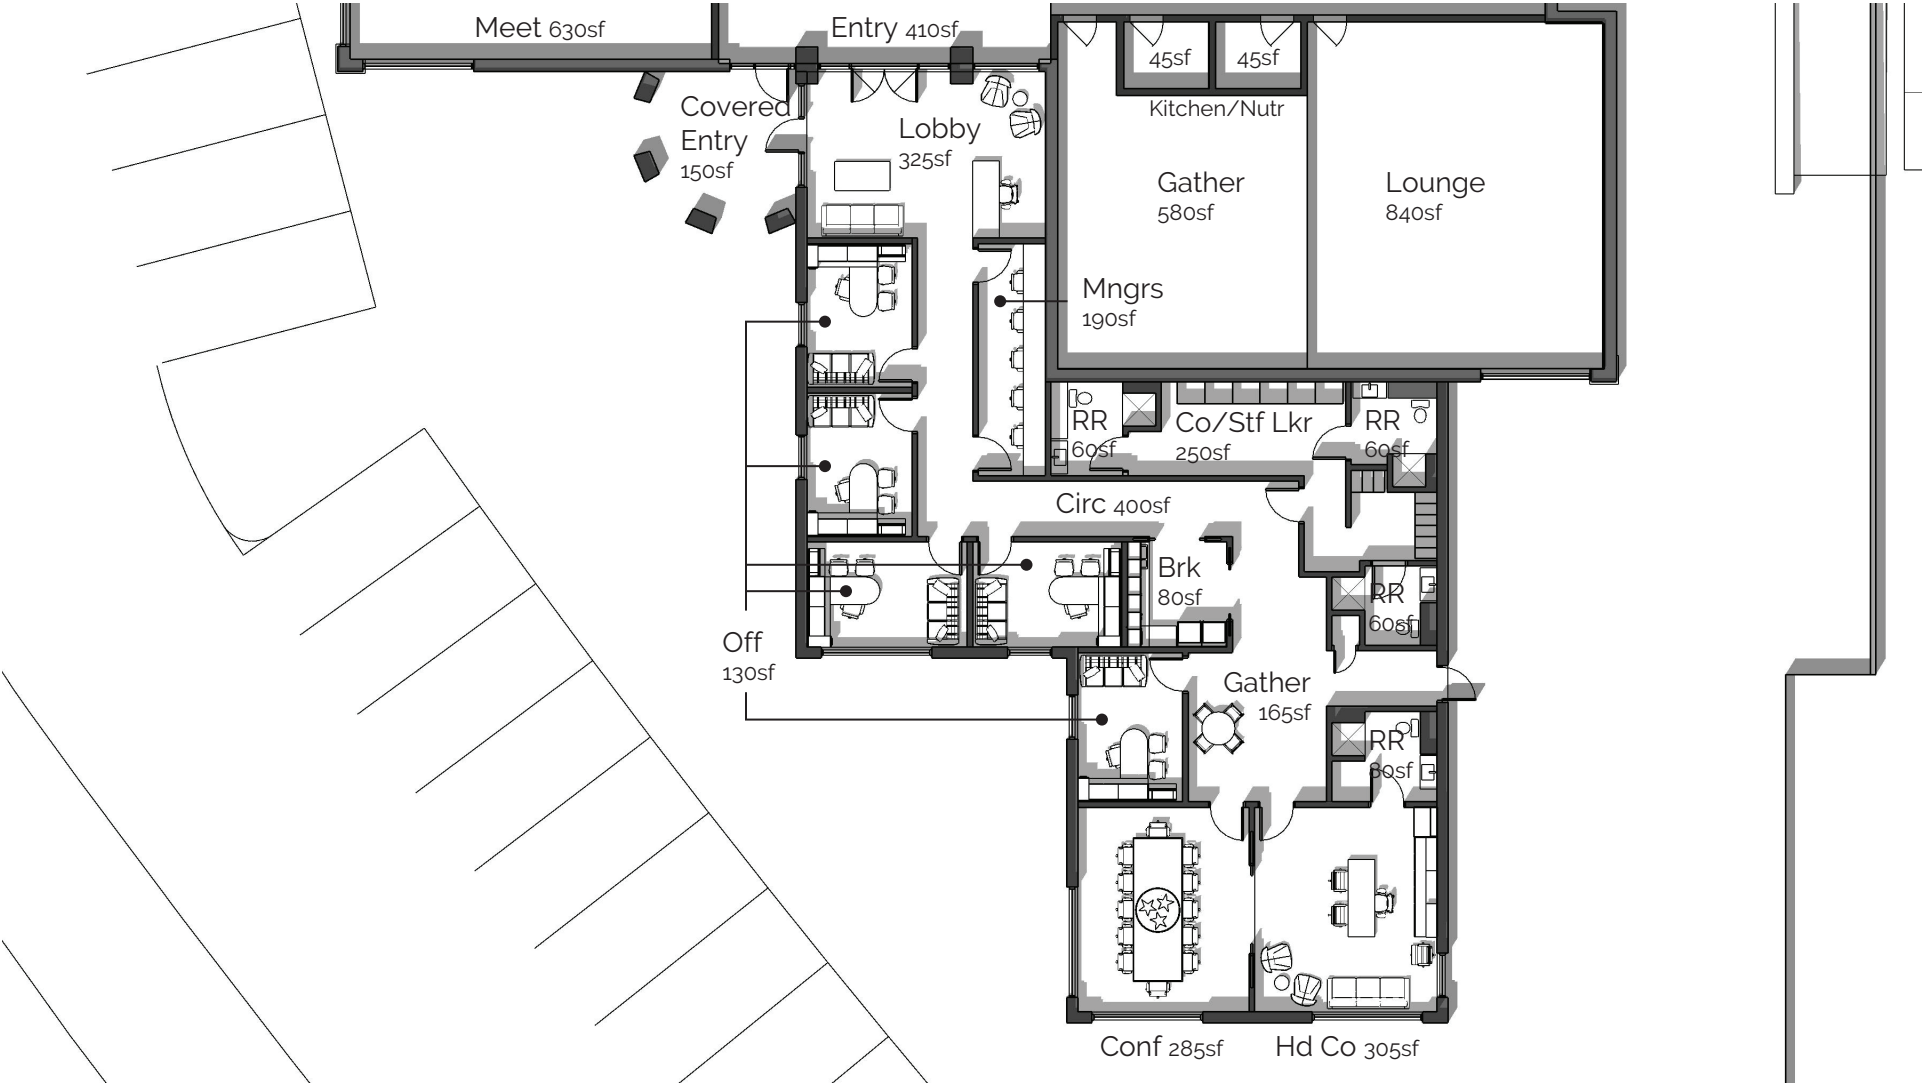 Meet 630sf
Entry 410sf
45sf
45sf
Kitchen/Nutr
Covered
Entry
150sf
Lobby
325sf
Gather
580sf
Lounge
840sf
Mngrs
190sf
RR
60sf
Co/Stf Lkr
250sf
RR
60sf
Circ 400sf
Brk
80sf
RR
60sf
Off
130sf
Gather
165sf
RR
80sf
Conf 285sf
Hd Co 305sf